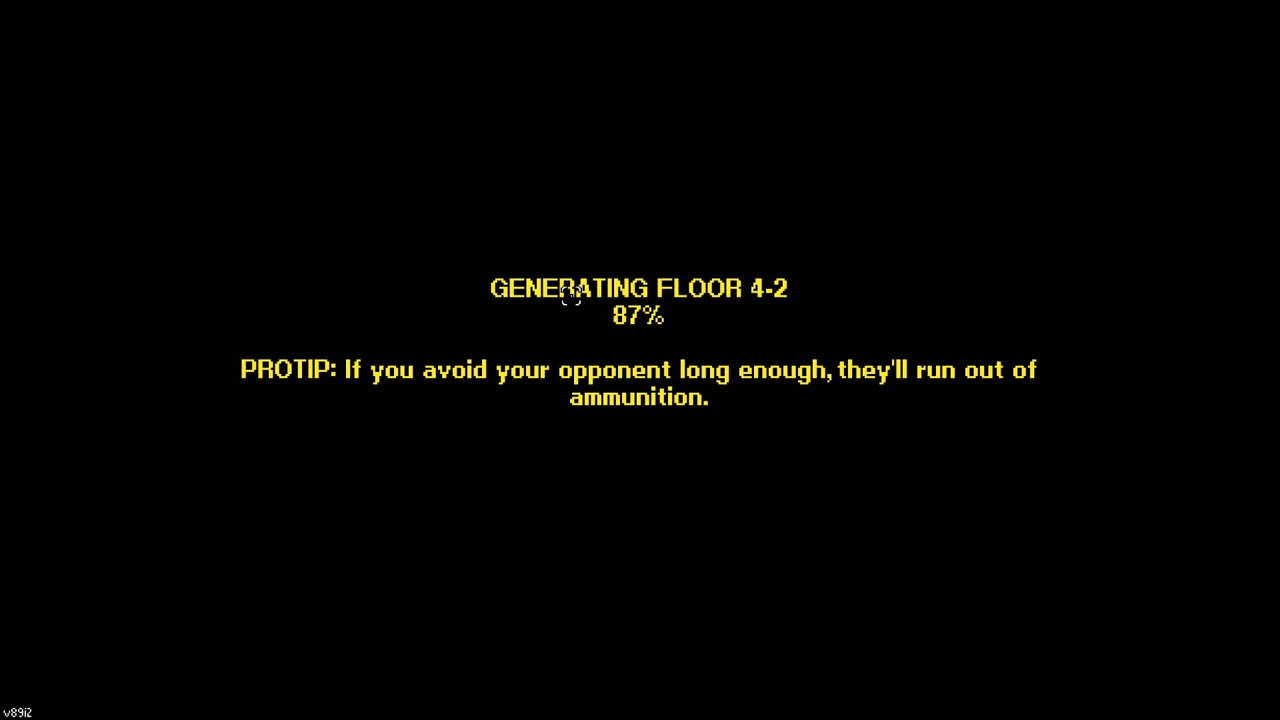 GENERATING FLOOR 4-2
87%
PROTIP: If you avoid your opponent long enough, they'll run out of
ammunition.
v89i2